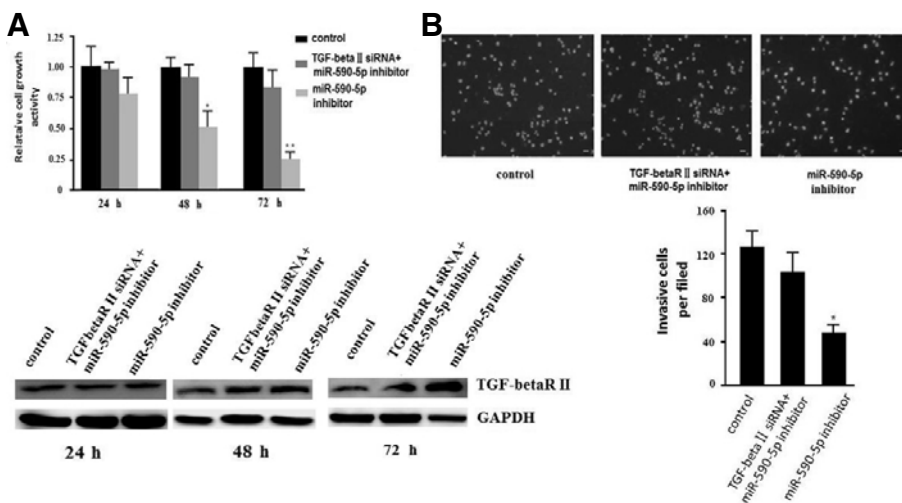 A
1.25
1.00
0.75
0.50
0.25
0
Relataive cell growth
activity
control
TGF-beta Ⅱ siRNA+
miR-590-5p inhibitor
miR-590-5p
inhibitor
*
**
24 h
48 h
72 h
control
TGFbetaR II siRNA+
miR-590-5p inhibitor
miR-590-5p inhibitor
control
TGFbetaR II siRNA+
miR-590-5p inhibitor
miR-590-5p inhibitor
control
TGFbetaR II siRNA+
miR-590-5p inhibitor
miR-590-5p inhibitor
TGF-betaR Ⅱ
GAPDH
24 h
48 h
72 h
B
control
TGF-betaR Ⅱ siRNA+
miR-590-5p inhibitor
miR-590-5p
inhibitor
160
120
80
40
0
Invasive cells
per filed
*
control
TGF-beta Ⅱ siRNA+
miR-590-5p inhibitor
miR-590-5p inhibitor